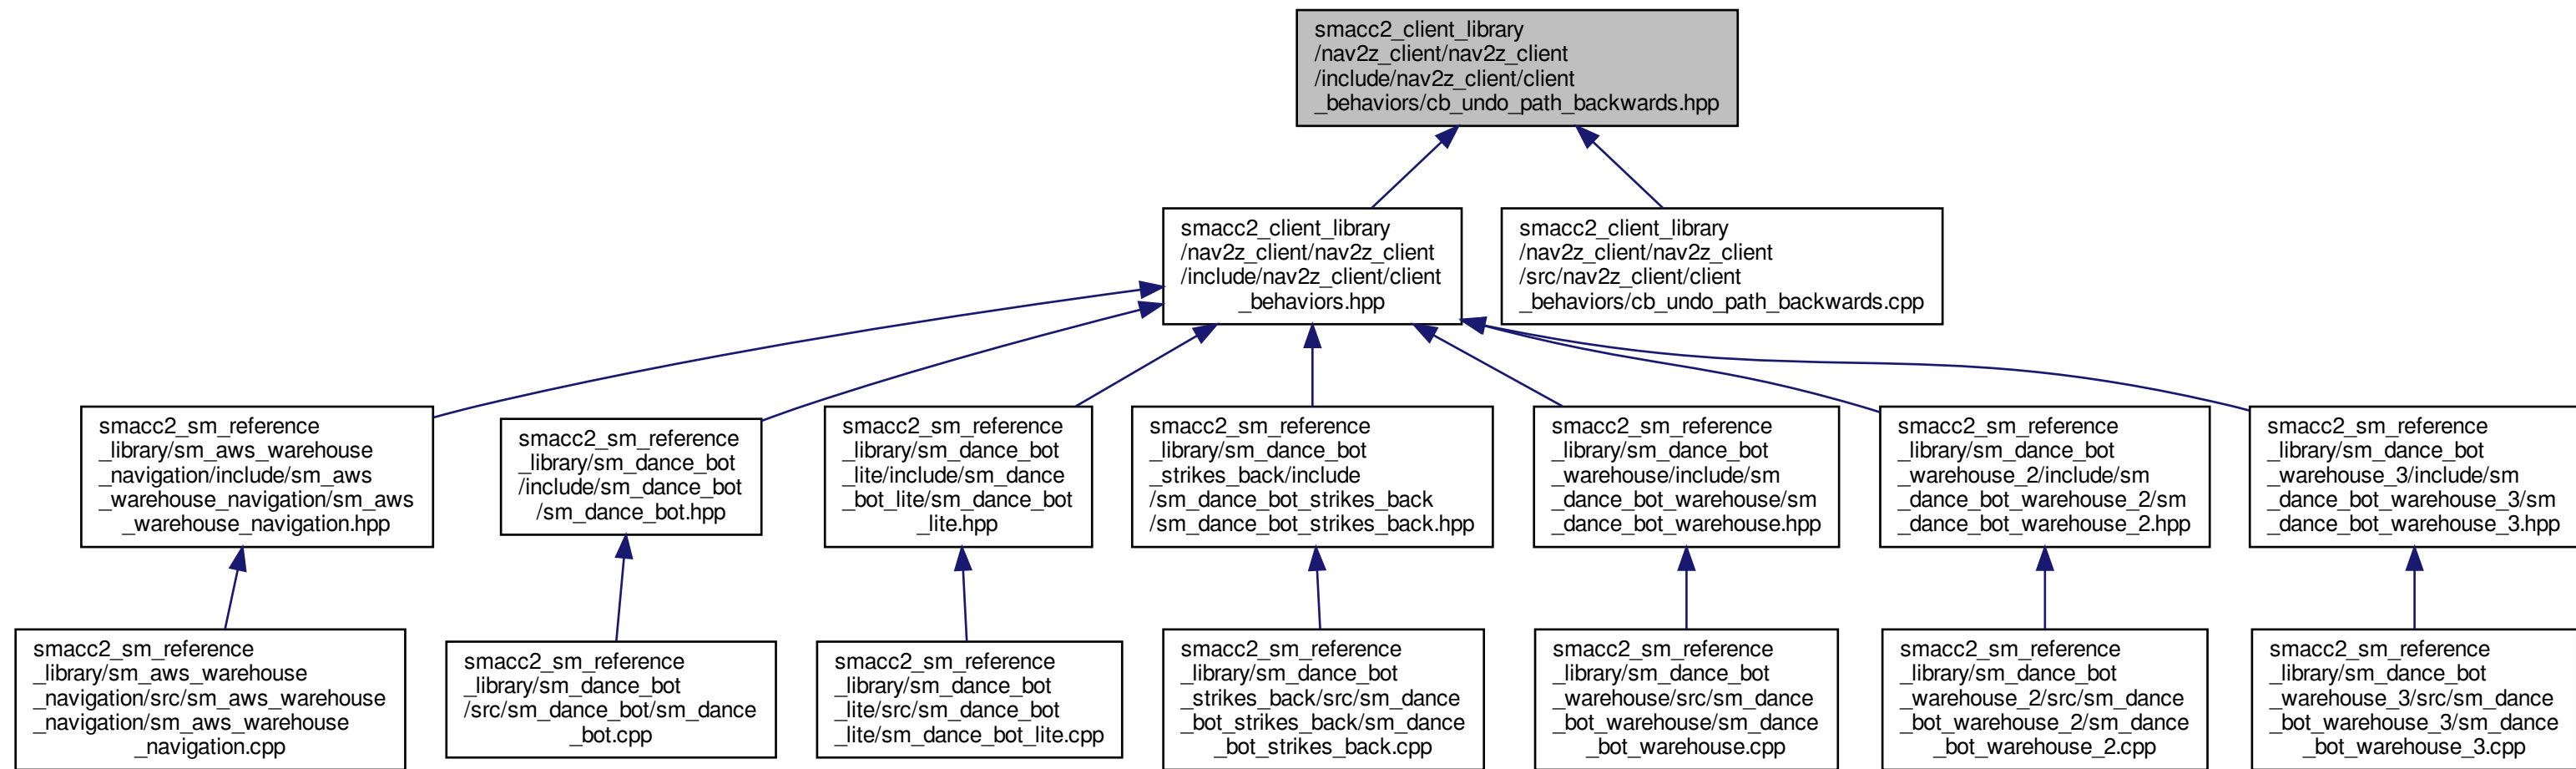 smacc2_client_library
/nav2z_client/nav2z_client
/include/nav2z_client/client
_behaviors/cb_undo_path_backwards.hpp
smacc2_client_library
/nav2z_client/nav2z_client
/include/nav2z_client/client
_behaviors.hpp
smacc2_client_library
/nav2z_client/nav2z_client
/src/nav2z_client/client
_behaviors/cb_undo_path_backwards.cpp
smacc2_sm_reference
_library/sm_aws_warehouse
_navigation/include/sm_aws
_warehouse_navigation/sm_aws
_warehouse_navigation.hpp
smacc2_sm_reference
_library/sm_dance_bot
/include/sm_dance_bot
/sm_dance_bot.hpp
smacc2_sm_reference
_library/sm_dance_bot
_lite/include/sm_dance
_bot_lite/sm_dance_bot
_lite.hpp
smacc2_sm_reference
_library/sm_dance_bot
_strikes_back/include
/sm_dance_bot_strikes_back
/sm_dance_bot_strikes_back.hpp
smacc2_sm_reference
_library/sm_dance_bot
_warehouse/include/sm
_dance_bot_warehouse/sm
_dance_bot_warehouse.hpp
smacc2_sm_reference
_library/sm_dance_bot
_warehouse_2/include/sm
_dance_bot_warehouse_2/sm
_dance_bot_warehouse_2.hpp
smacc2_sm_reference
_library/sm_dance_bot
_warehouse_3/include/sm
_dance_bot_warehouse_3/sm
_dance_bot_warehouse_3.hpp
smacc2_sm_reference
_library/sm_aws_warehouse
_navigation/src/sm_aws_warehouse
_navigation/sm_aws_warehouse
_navigation.cpp
smacc2_sm_reference
_library/sm_dance_bot
/src/sm_dance_bot/sm_dance
_bot.cpp
smacc2_sm_reference
_library/sm_dance_bot
_lite/src/sm_dance_bot
_lite/sm_dance_bot_lite.cpp
smacc2_sm_reference
_library/sm_dance_bot
_strikes_back/src/sm_dance
_bot_strikes_back/sm_dance
_bot_strikes_back.cpp
smacc2_sm_reference
_library/sm_dance_bot
_warehouse/src/sm_dance
_bot_warehouse/sm_dance
_bot_warehouse.cpp
smacc2_sm_reference
_library/sm_dance_bot
_warehouse_2/src/sm_dance
_bot_warehouse_2/sm_dance
_bot_warehouse_2.cpp
smacc2_sm_reference
_library/sm_dance_bot
_warehouse_3/src/sm_dance
_bot_warehouse_3/sm_dance
_bot_warehouse_3.cpp